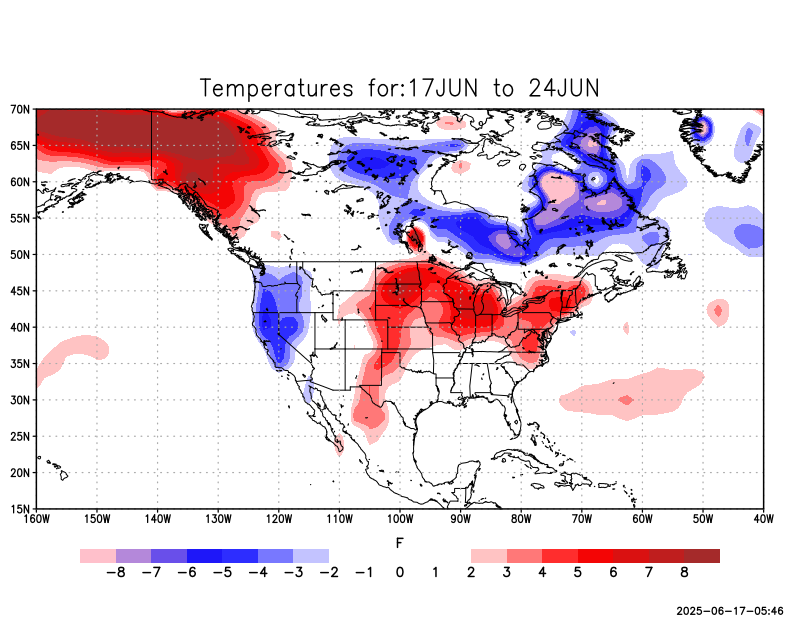 Temperatures for:17JUN to 24JUN
70N
65N
60N
55N
50N
45N
40N
35N
30N
25N
20N
15N
160W 150W 140W 130W 120W 110W 100W 90W 80W 70W 60W 50W 40W
F
−8 −7 −6 −5 −4 −3 −2 −1 0 1 2 3 4 5 6 7 8
2025-06-17-05:46